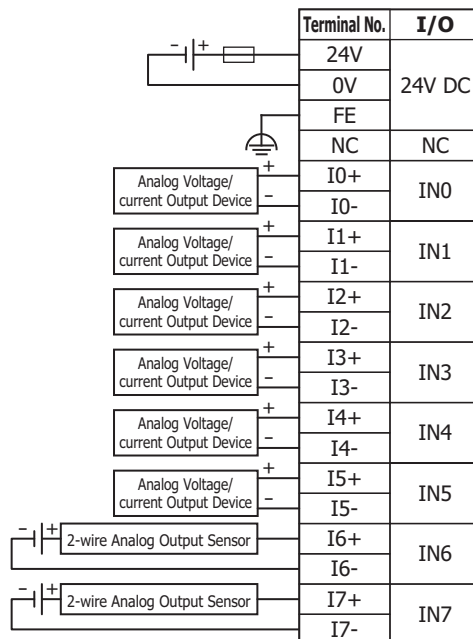 Terminal No. I/O
- + 24V
0V 24V DC
FE
NC NC
Analog Voltage/
current Output Device + - I0+ I0- IN0
Analog Voltage/
current Output Device + - I1+ I1- IN1
Analog Voltage/
current Output Device + - I2+ I2- IN2
Analog Voltage/
current Output Device + - I3+ I3- IN3
Analog Voltage/
current Output Device + - I4+ I4- IN4
Analog Voltage/
current Output Device + - I5+ I5- IN5
- + 2-wire Analog Output Sensor I6+
I6- IN6
- + 2-wire Analog Output Sensor I7+
I7- IN7